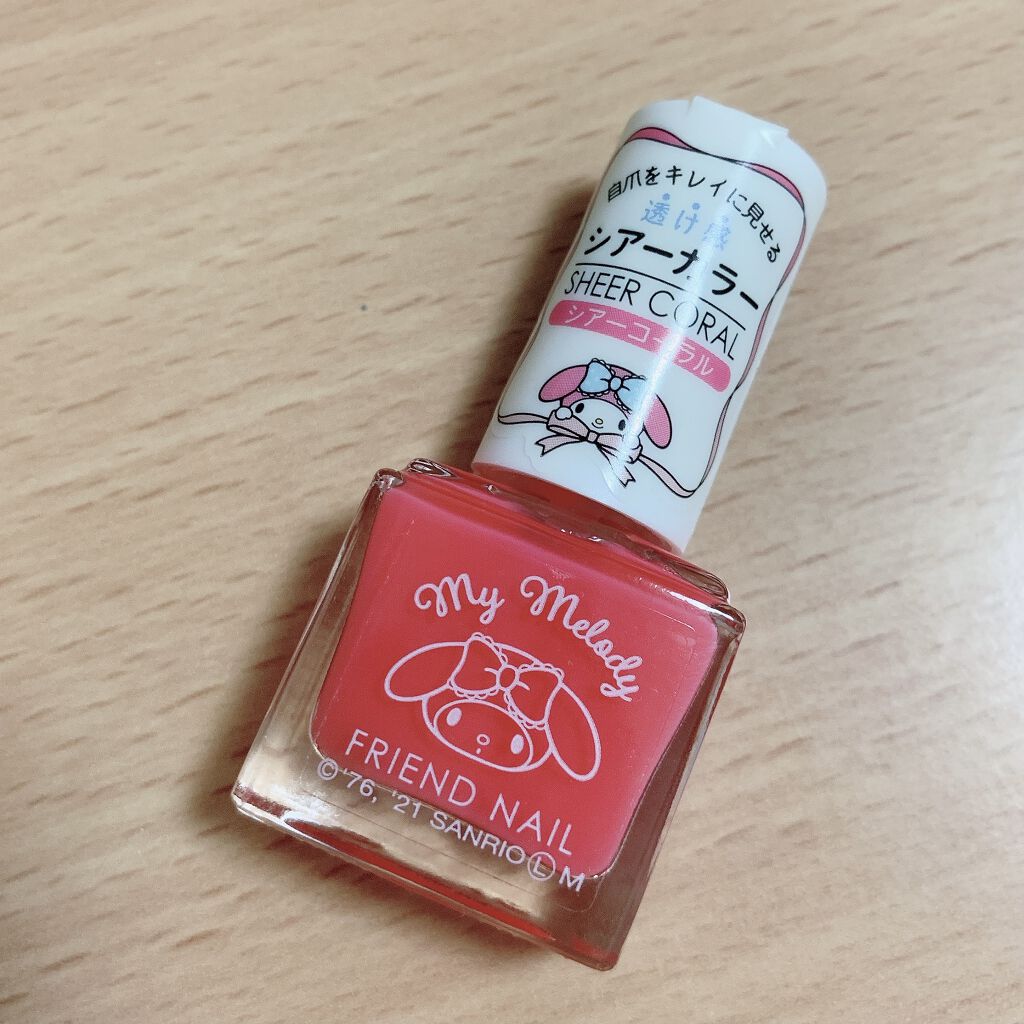 自爪をキレイに見せる
透け感
シアーカラー
SHEER CORAL
シアーコーラル
My Melody
FRIEND NAIL
©'76, '21 SANRIO Ⓛ M